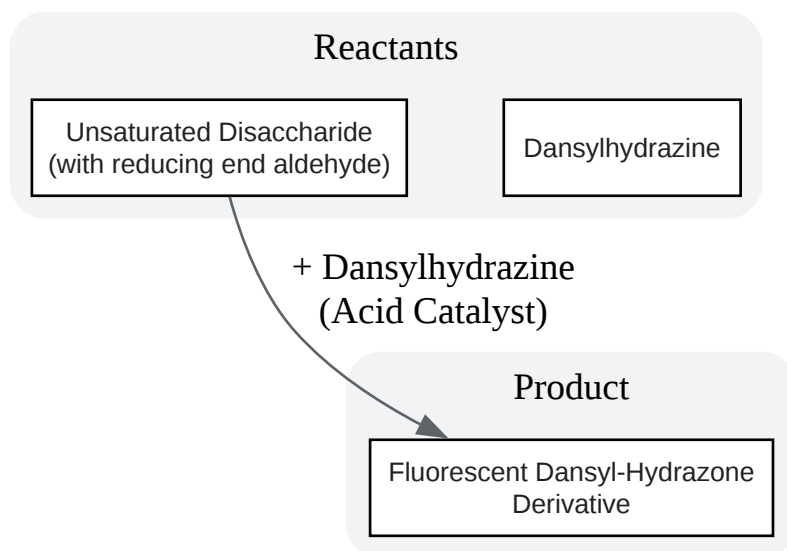 Reactants
Unsaturated Disaccharide
(with reducing end aldehyde)
Dansylhydrazine
+ Dansylhydrazine
(Acid Catalyst)
Product
Fluorescent Dansyl-Hydrazone
Derivative